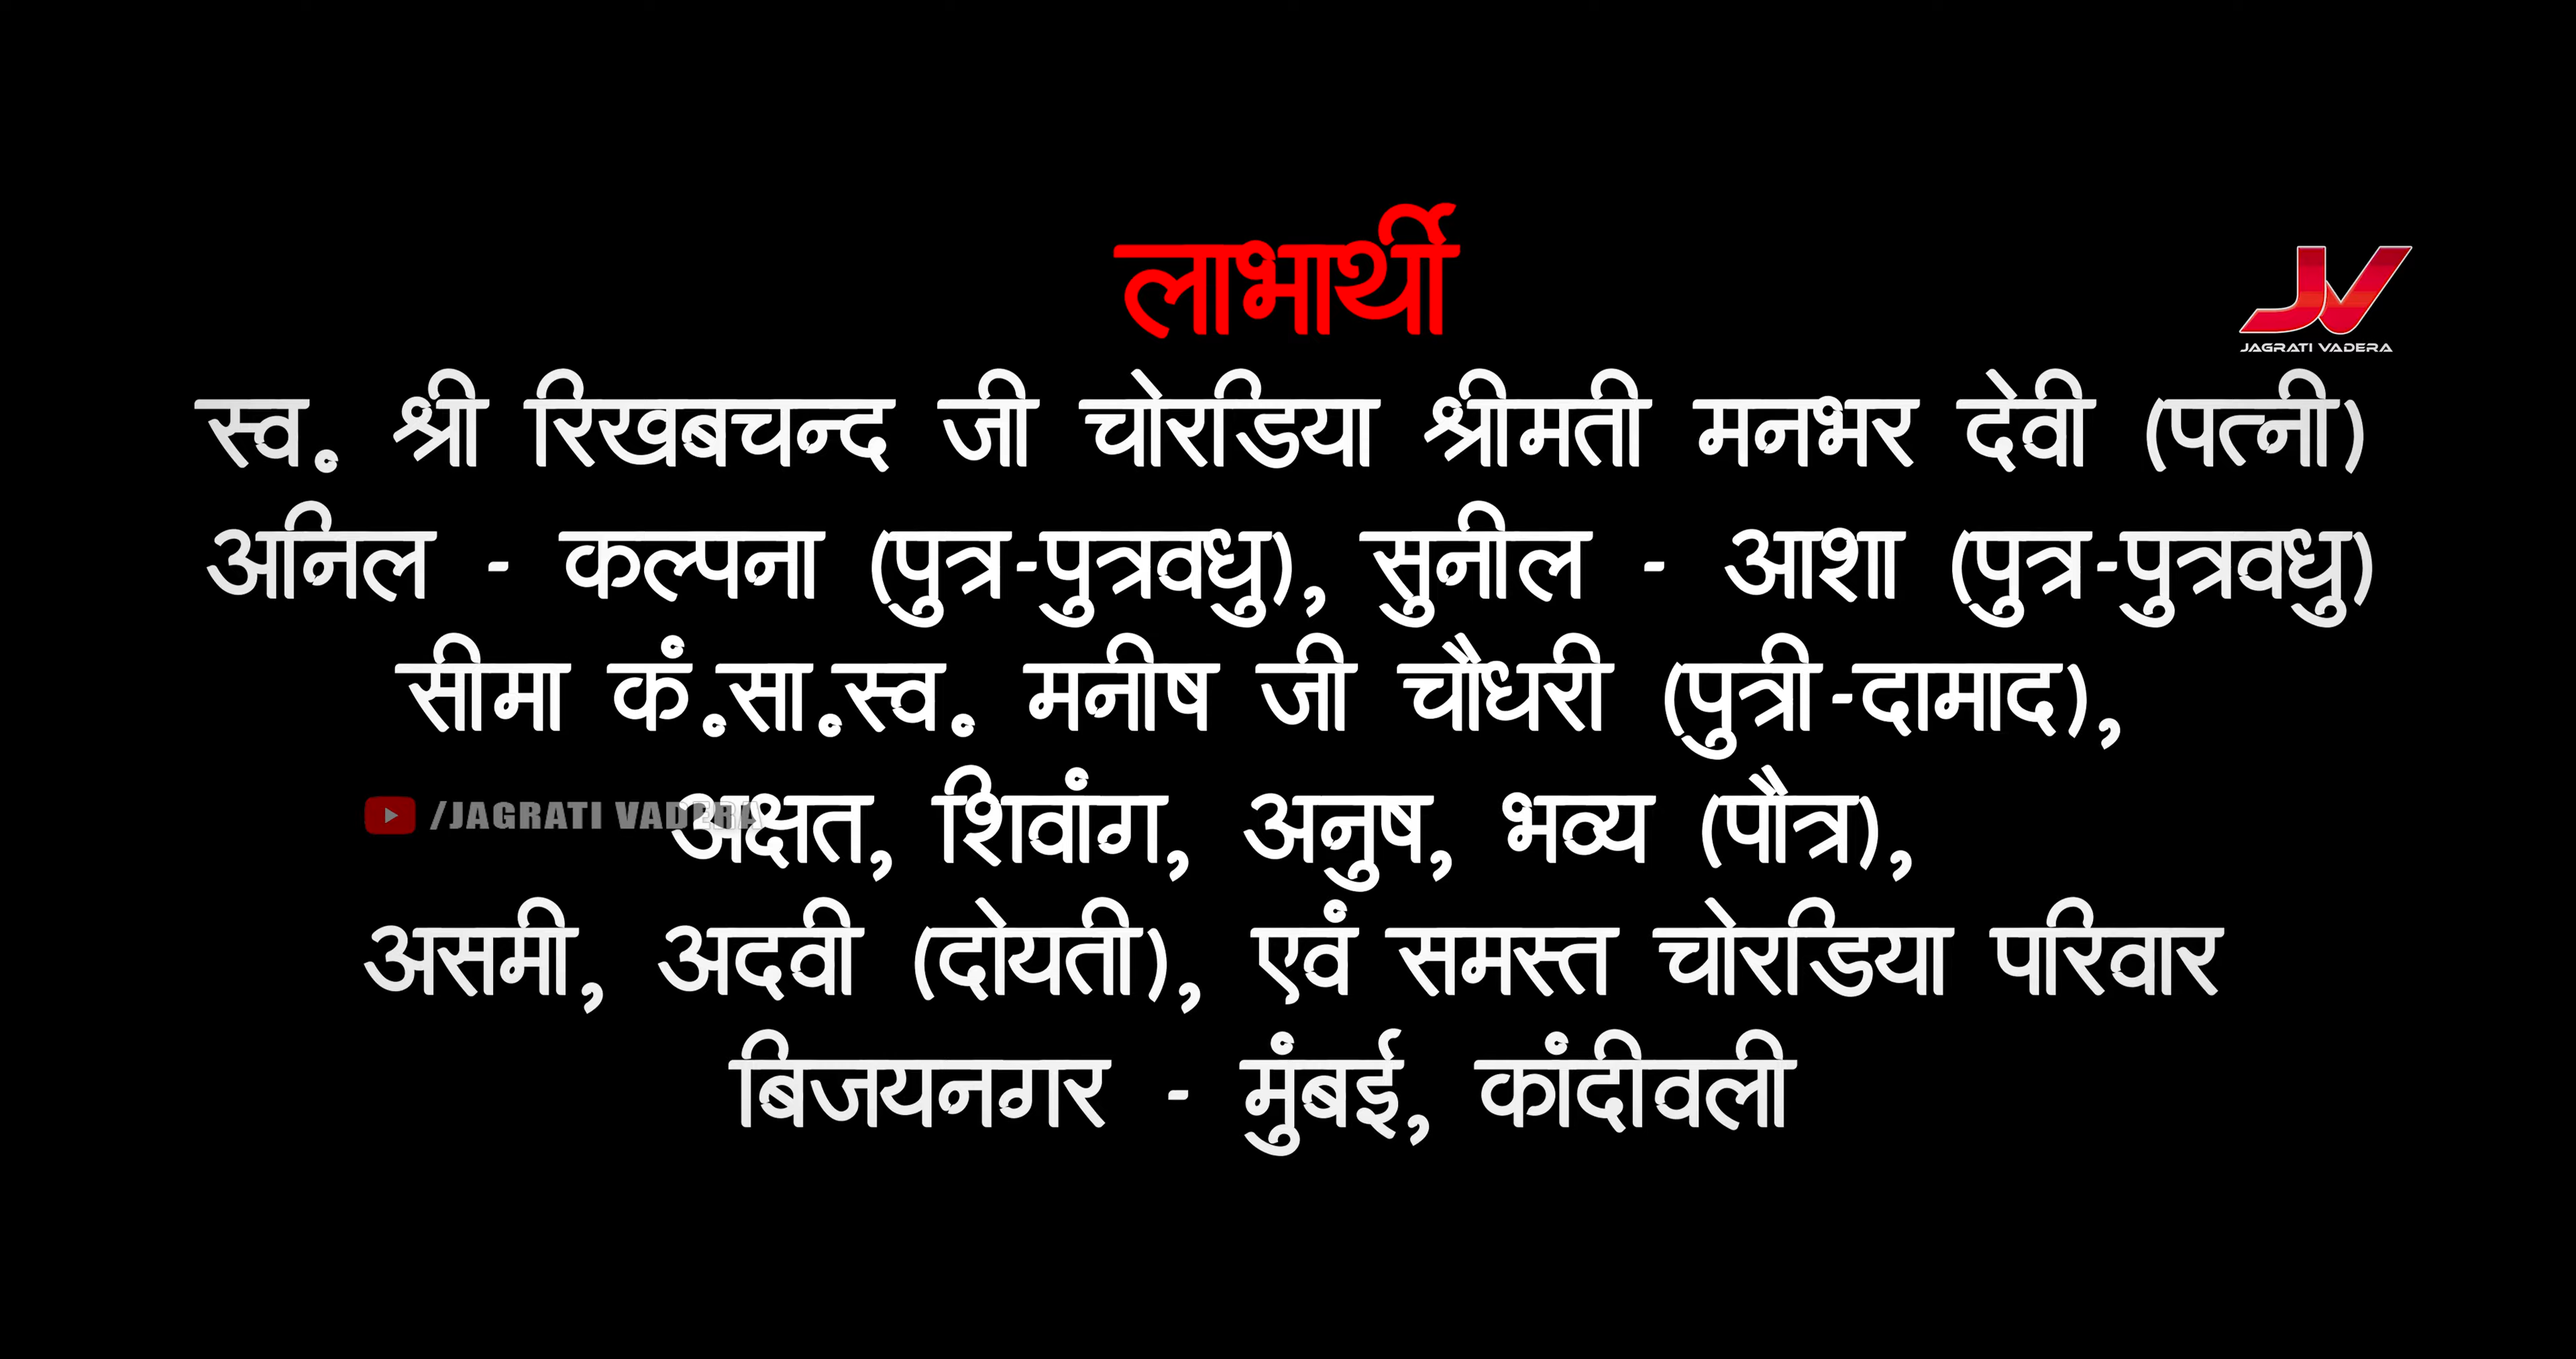 लाभार्थी
JV
JAGRATI VADERA
स्व. श्री रिखबचन्द जी चोरडिया श्रीमती मनभर देवी (पत्नी)
अनिल - कल्पना (पुत्र-पुत्रवधु), सुनील - आशा (पुत्र-पुत्रवधु)
सीमा कं.सा.स्व. मनीष जी चौधरी (पुत्री-दामाद),
/JAGRATI VADERA
अक्षत, शिवांग, अनुष, भव्य (पौत्र),
असमी, अदवी (दोयती), एवं समस्त चोरडिया परिवार
बिजयनगर - मुंबई, कांदीवली